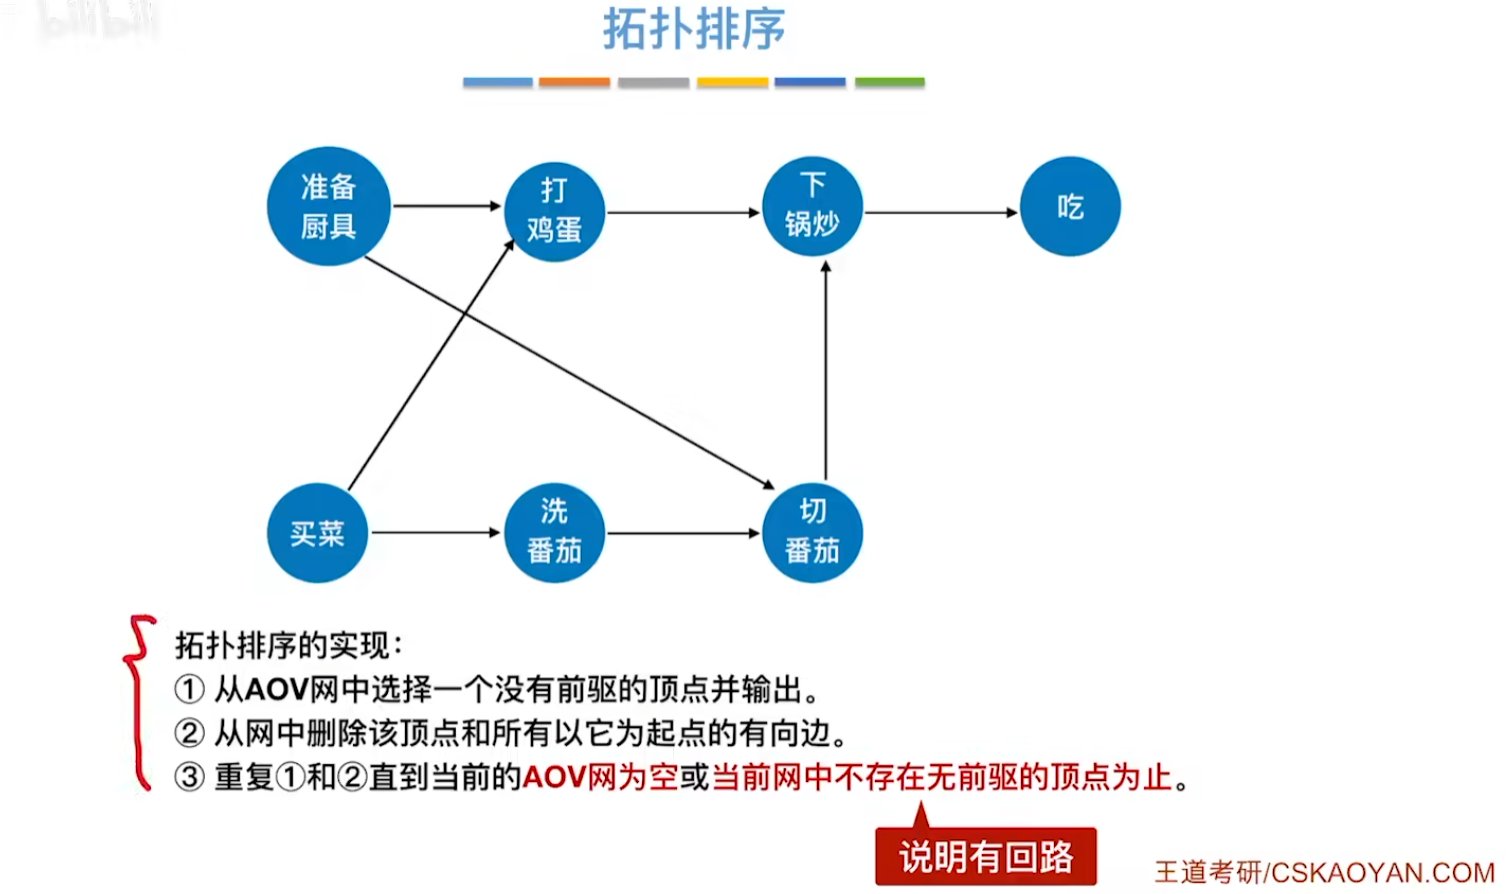 bilibili
拓扑排序
准备
厨具
打
鸡蛋
下
锅炒
吃
买菜
洗
番茄
切
番茄
拓扑排序的实现：
① 从AOV网中选择一个没有前驱的顶点并输出。
② 从网中删除该顶点和所有以它为起点的有向边。
③ 重复①和②直到当前的AOV网为空或当前网中不存在无前驱的顶点为止。
说明有回路
王道考研/CSKAOYAN.COM